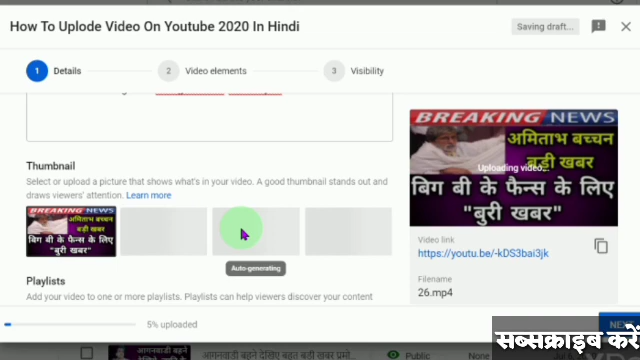 How To Uplode Video On Youtube 2020 In Hindi
Saving draft...
1 Details
2 Video elements
3 Visibility
Thumbnail
Select or upload a picture that shows what's in your video. A good thumbnail stands out and
draws viewers' attention. Learn more
BREAKING NEWS
अमिताभ बच्चन
बड़ी खबर
बिग बी के फैन्स के लिए
"बुरी खबर"
Auto-generating
BREAKING NEWS
अमिताभ बच्चन
बड़ी खबर
Uploading video...
बिग बी के फैन्स के लिए
"बुरी खबर"
Video link
https://youtu.be/-kDS3bai3jk
Filename
26.mp4
Playlists
Add your video to one or more playlists. Playlists can help viewers discover your content
5% uploaded
NEXT
सब्सक्राइब करें
Public